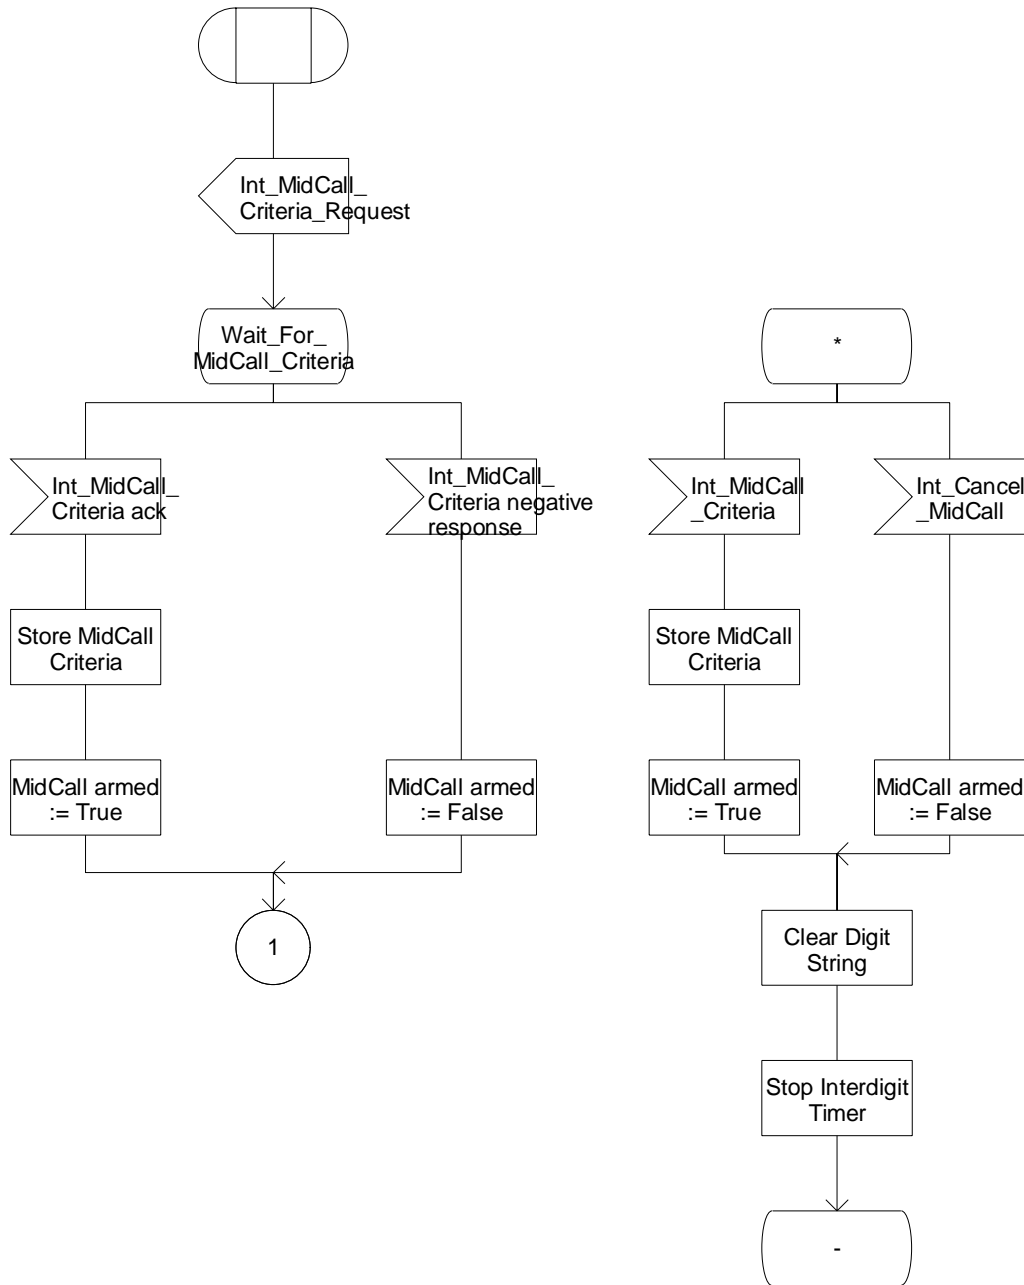 Int_MidCall_
Criteria_Request
Wait_For_
MidCall_Criteria
Int_MidCall_
Criteria ack
Int_MidCall_
Criteria negative
response
Store MidCall
Criteria
MidCall armed
:= True
MidCall armed
:= False
1
*
Int_MidCall
_Criteria
Int_Cancel
_MidCall
Store MidCall
Criteria
MidCall armed
:= True
MidCall armed
:= False
Clear Digit
String
Stop Interdigit
Timer
-